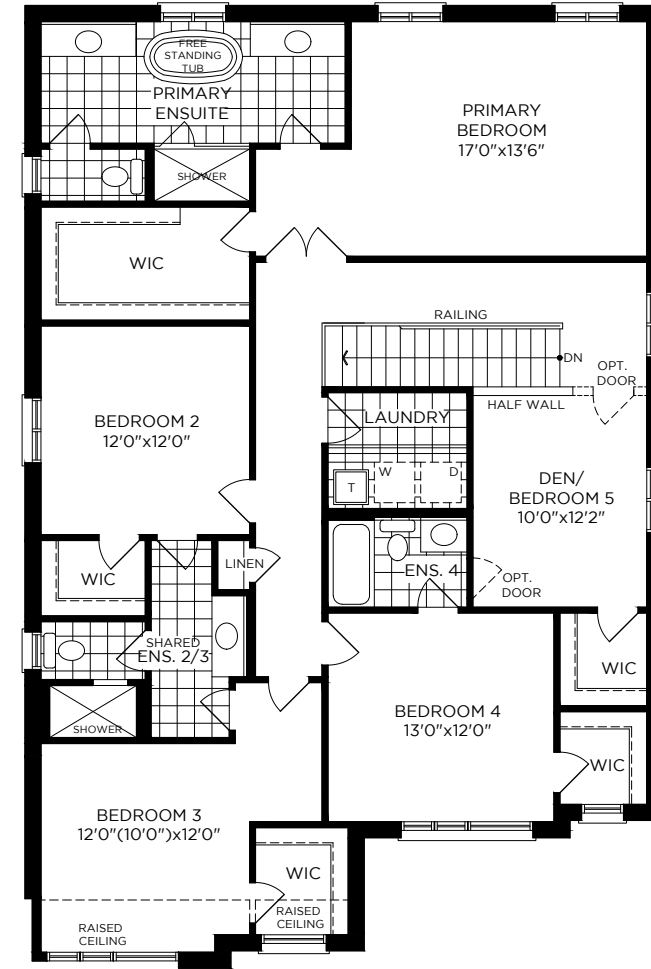 FREE
STANDING
TUB
PRIMARY
ENSUITE
PRIMARY
BEDROOM
17'0"x13'6"
SHOWER
WIC
RAILING
DN
OPT.
DOOR
HALF WALL
BEDROOM 2
12'0"x12'0"
LAUNDRY
W
D
T
DEN/
BEDROOM 5
10'0"x12'2"
LINEN
WIC
ENS. 4
OPT.
DOOR
SHARED
ENS. 2/3
WIC
SHOWER
BEDROOM 4
13'0"x12'0"
WIC
BEDROOM 3
12'0"(10'0")x12'0"
WIC
RAISED
CEILING
RAISED
CEILING